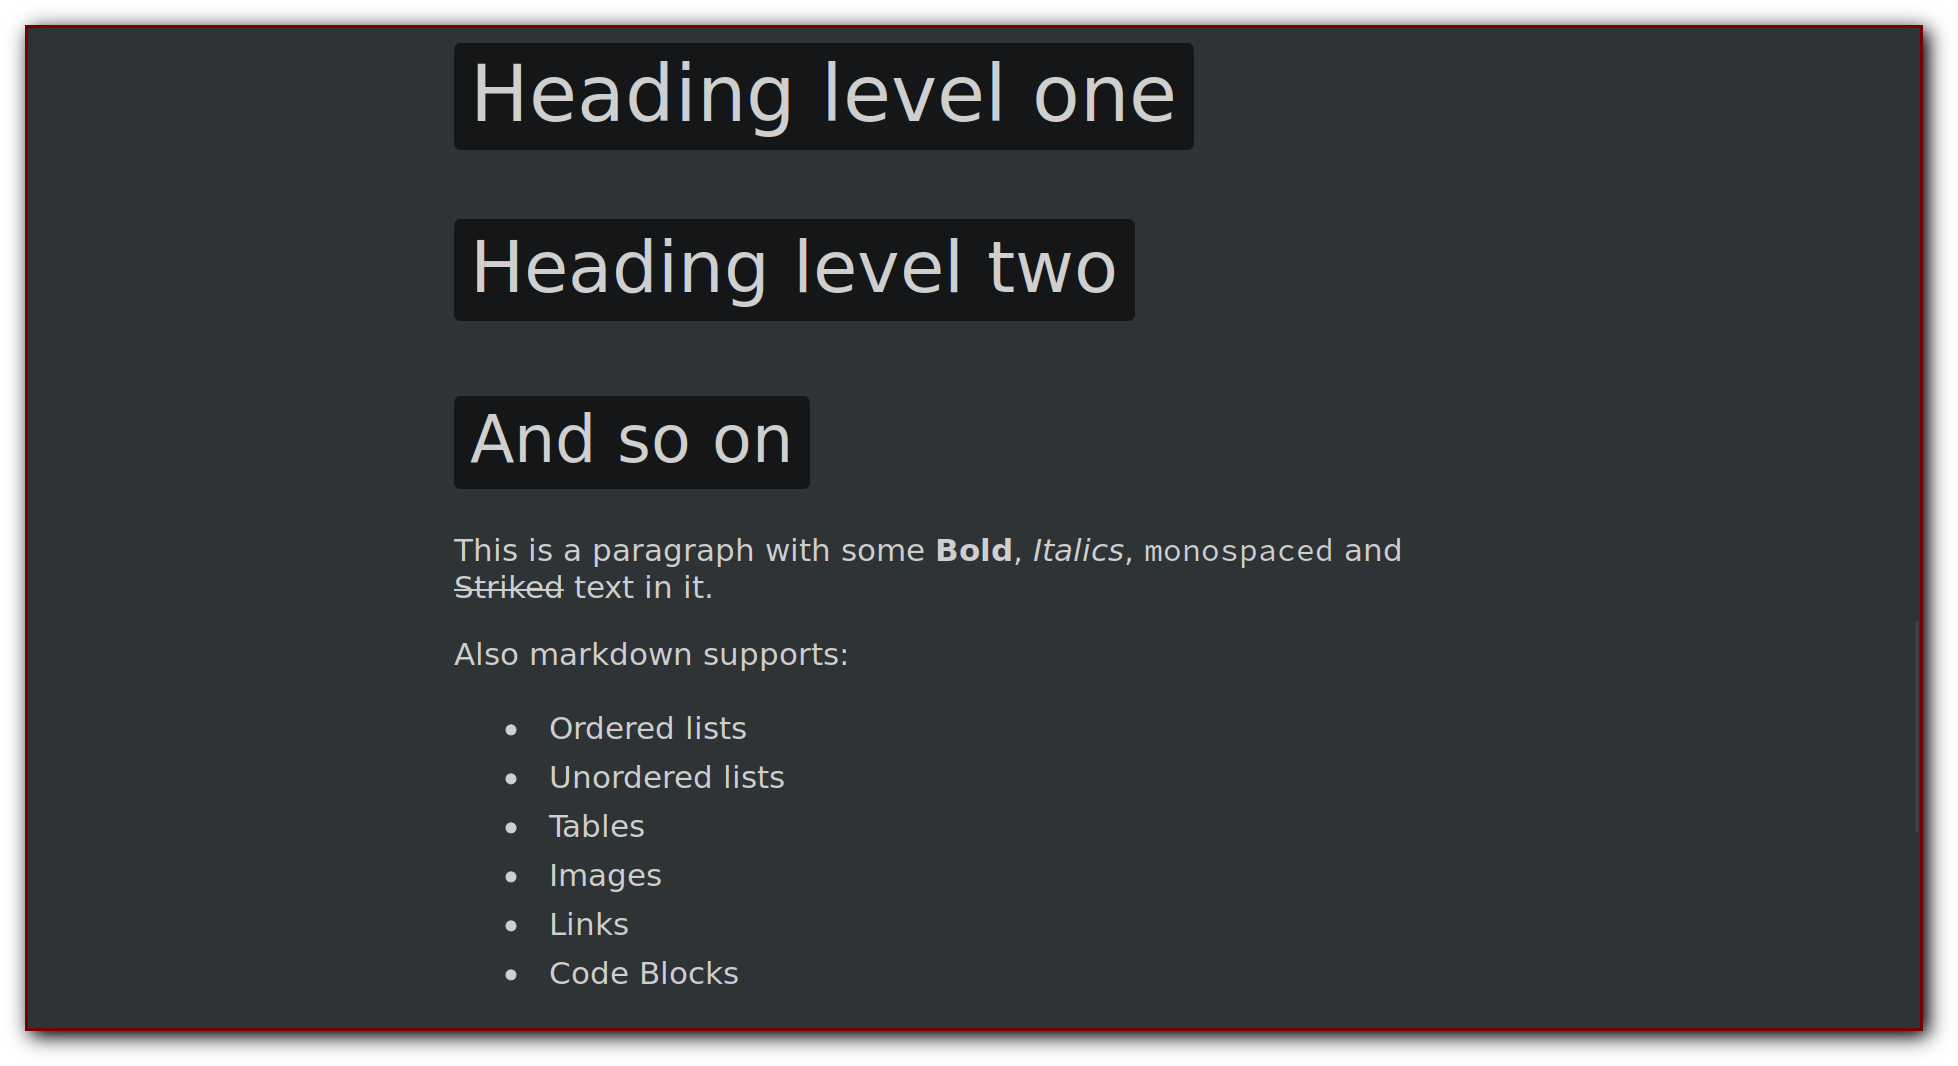 Heading level one
Heading level two
And so on
This is a paragraph with some Bold, Italics, monospaced and
Striked text in it.
Also markdown supports:
• Ordered lists
• Unordered lists
• Tables
• Images
• Links
• Code Blocks